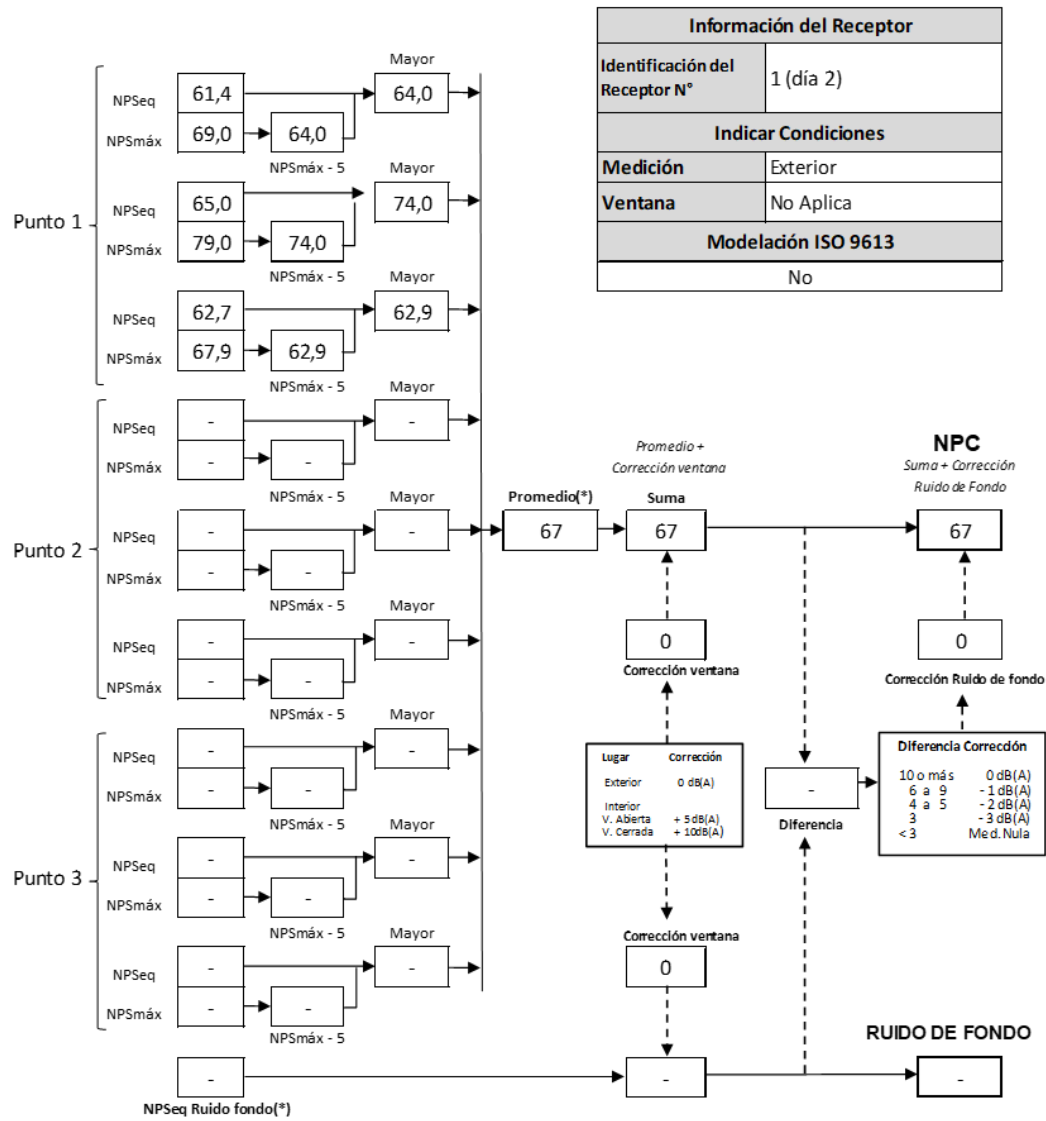 Información del Receptor
Identificación del Receptor N° 1 (día 2)
Indicar Condiciones
Medición Exterior
Ventana No Aplica
Modelación ISO 9613
No
Punto 1
Mayor
NPSeq 61,4 64,0
NPSmáx 69,0 64,0
NPSmáx - 5
Mayor
NPSeq 65,0 74,0
NPSmáx 79,0 74,0
NPSmáx - 5
Mayor
NPSeq 62,7 62,9
NPSmáx 67,9 62,9
NPSmáx - 5
Punto 2
Mayor
NPSeq - -
NPSmáx - -
NPSmáx - 5
Mayor
NPSeq - -
NPSmáx - -
NPSmáx - 5
Mayor
NPSeq - -
NPSmáx - -
NPSmáx - 5
Punto 3
Mayor
NPSeq - -
NPSmáx - -
NPSmáx - 5
Mayor
NPSeq - -
NPSmáx - -
NPSmáx - 5
Mayor
NPSeq - -
NPSmáx - -
NPSmáx - 5
-
NPSeq Ruido fondo(*)
Promedio(*)
67
Promedio +
Corrección ventana
Suma
67
0
Corrección ventana
Lugar Corrección
Exterior 0 dB(A)
Interior
V. Abierta + 5 dB(A)
V. Cerrada + 10dB(A)
Corrección ventana
0
-
-
Diferencia
NPC
Suma + Corrección
Ruido de Fondo
67
0
Corrección Ruido de fondo
Diferencia Corrección
10 o más 0 dB(A)
6 a 9 - 1 dB(A)
4 a 5 - 2 dB(A)
3 - 3 dB(A)
< 3 Med. Nula
RUIDO DE FONDO
-